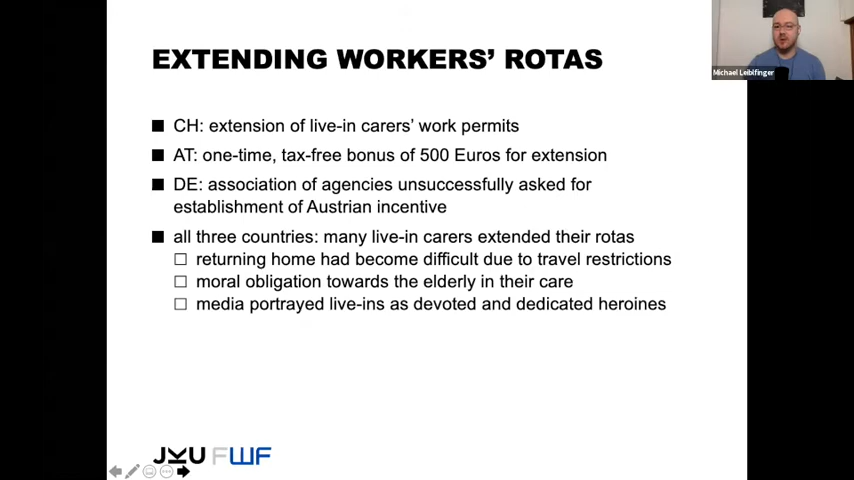 EXTENDING WORKERS' ROTAS
Michael Leiblfinger
CH: extension of live-in carers' work permits
AT: one-time, tax-free bonus of 500 Euros for extension
DE: association of agencies unsuccessfully asked for
establishment of Austrian incentive
all three countries: many live-in carers extended their rotas
returning home had become difficult due to travel restrictions
moral obligation towards the elderly in their care
media portrayed live-ins as devoted and dedicated heroines
JKU FWF